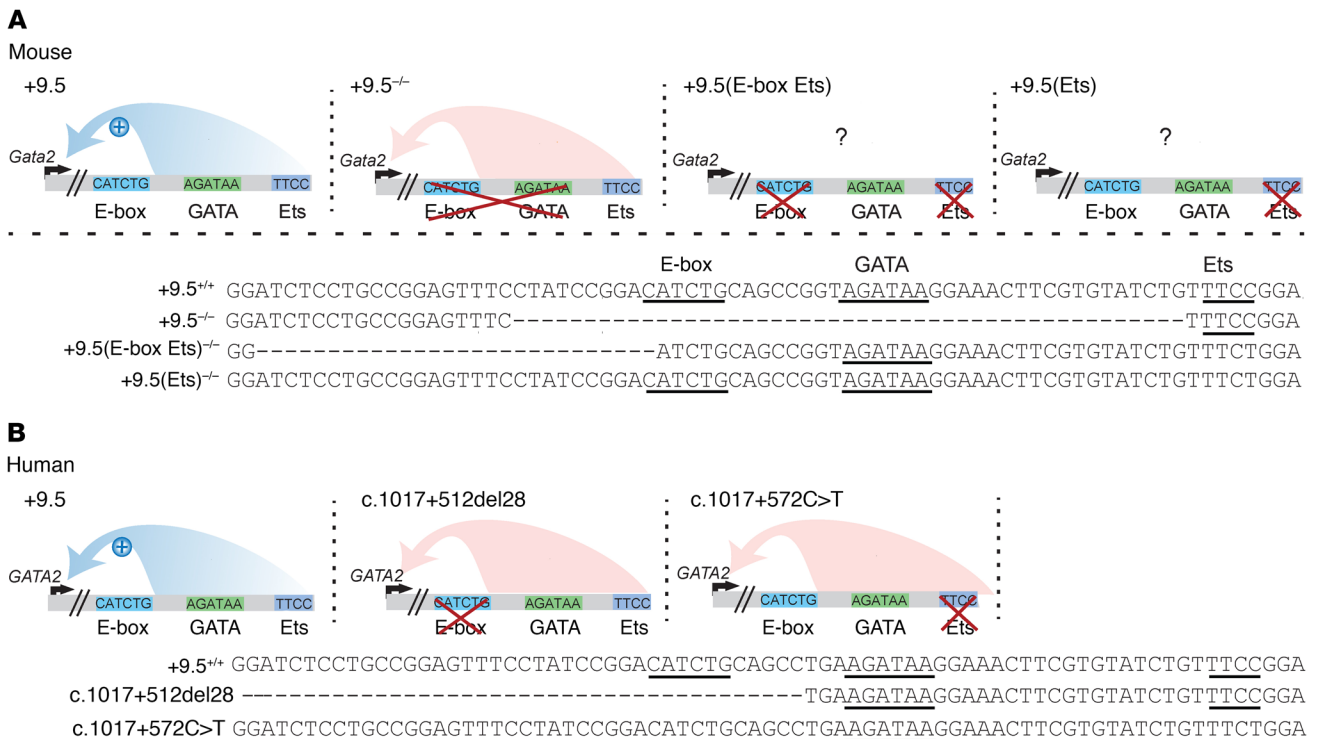 A
Mouse
+9.5 +9.5–/– +9.5(E-box Ets) +9.5(Ets)
+ ? ?
Gata2 Gata2 Gata2 Gata2
CATCTG AGATAA TTCC CATCTG AGATAA TTCC CATCTG AGATAA TTCC CATCTG AGATAA TTCC
E-box GATA Ets E-box GATA Ets E-box GATA Ets E-box GATA Ets
E-box GATA Ets
+9.5+/+ GGATCTCCTGCCGGAGTTTCCTATCCGGACATCTGCAGCCGGTAGATAAGGAAACTTCGTGTATCTGTTTCCGGA
+9.5–/– GGATCTCCTGCCGGAGTTTC-----------------------------------------------TTTCCGGA
+9.5(E-box Ets)–/– GG----------------------------ATCTGCAGCCGGTAGATAAGGAAACTTCGTGTATCTGTTTCTGGA
+9.5(Ets)–/– GGATCTCCTGCCGGAGTTTCCTATCCGGACATCTGCAGCCGGTAGATAAGGAAACTTCGTGTATCTGTTTCTGGA
B
Human
+9.5 c.1017+512del28 c.1017+572C>T
+
GATA2 GATA2 GATA2
CATCTG AGATAA TTCC CATCTG AGATAA TTCC CATCTG AGATAA TTCC
E-box GATA Ets E-box GATA Ets E-box GATA Ets
+9.5+/+ GGATCTCCTGCCGGAGTTTCCTATCCGGACATCTGCAGCCTGAAGATAAGGAAACTTCGTGTATCTGTTTCCGGA
c.1017+512del28 ----------------------------------------TGAAGATAAGGAAACTTCGTGTATCTGTTTCCGGA
c.1017+572C>T GGATCTCCTGCCGGAGTTTCCTATCCGGACATCTGCAGCCTGAAGATAAGGAAACTTCGTGTATCTGTTTCTGGA